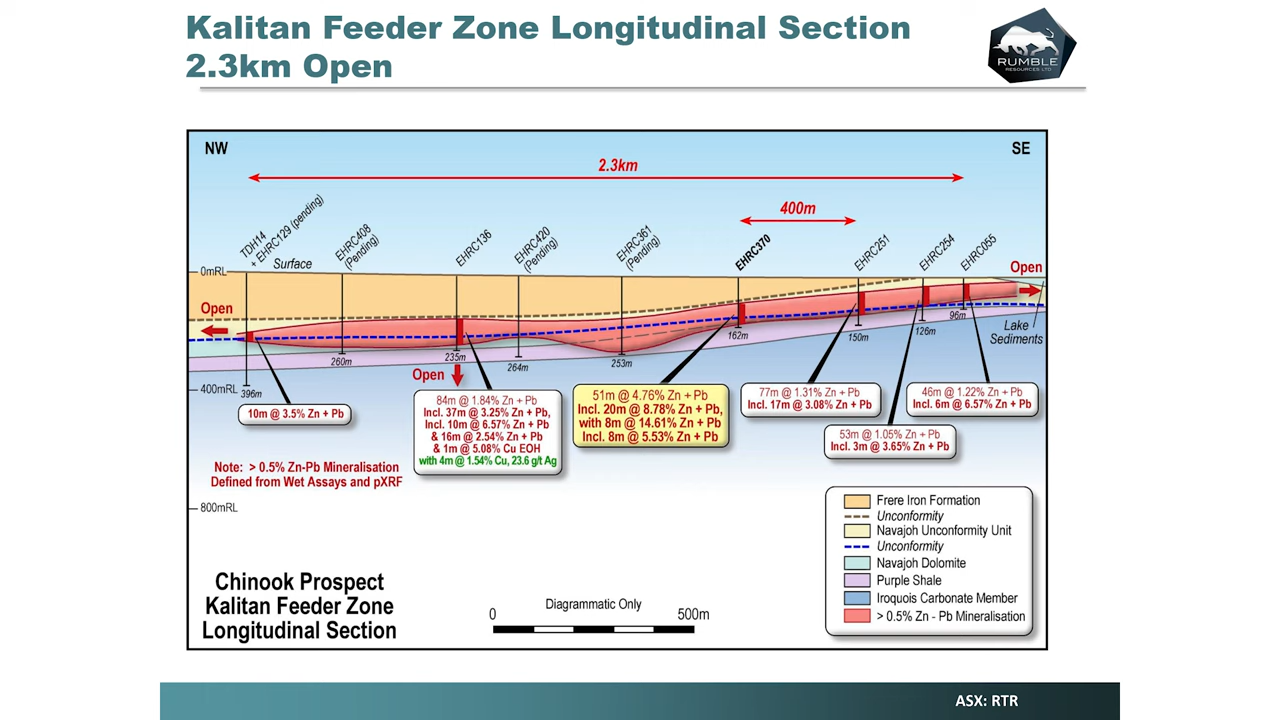 Kalitan Feeder Zone Longitudinal Section
2.3km Open
RUMBLE
RESOURCES LTD
NW
SE
2.3km
400m
TDH14
+ EHRC129 (pending)
EHRC408
(Pending)
EHRC136
EHRC420
(Pending)
EHRC361
(Pending)
EHRC370
EHRC251
EHRC254
EHRC055
Surface
0mRL
Open
Open
Lake
Sediments
396m
260m
235m
264m
253m
162m
150m
126m
96m
Open
400mRL
10m @ 3.5% Zn + Pb
84m @ 1.84% Zn + Pb
Incl. 37m @ 3.25% Zn + Pb,
Incl. 10m @ 6.57% Zn + Pb
& 16m @ 2.54% Zn + Pb
& 1m @ 5.08% Cu EOH
with 4m @ 1.54% Cu, 23.6 g/t Ag
51m @ 4.76% Zn + Pb
Incl. 20m @ 8.78% Zn + Pb,
with 8m @ 14.61% Zn + Pb
Incl. 8m @ 5.53% Zn + Pb
77m @ 1.31% Zn + Pb
Incl. 17m @ 3.08% Zn + Pb
46m @ 1.22% Zn + Pb
Incl. 6m @ 6.57% Zn + Pb
53m @ 1.05% Zn + Pb
Incl. 3m @ 3.65% Zn + Pb
Note: > 0.5% Zn-Pb Mineralisation
Defined from Wet Assays and pXRF
800mRL
Frere Iron Formation
Unconformity
Navajoh Unconformity Unit
Unconformity
Navajoh Dolomite
Purple Shale
Iroquois Carbonate Member
> 0.5% Zn - Pb Mineralisation
Chinook Prospect
Kalitan Feeder Zone
Longitudinal Section
Diagrammatic Only
0
500m
ASX: RTR